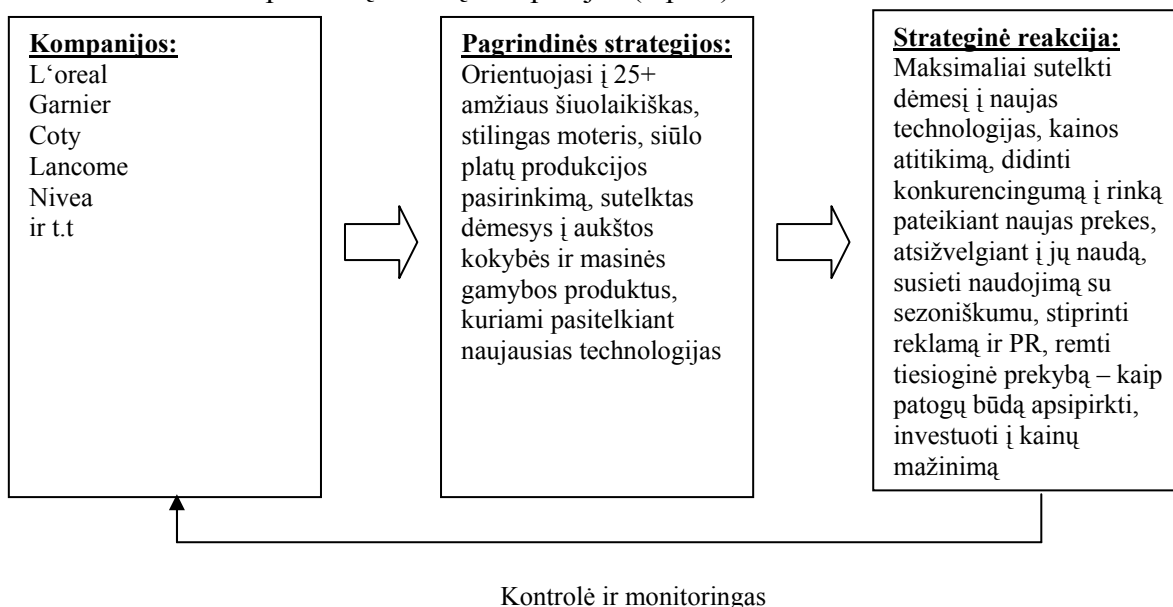 Kompanijos:
L‘oreal
Garnier
Coty
Lancome
Nivea
ir t.t
Pagrindinės strategijos:
Orientuojasi į 25+
amžiaus šiuolaikiškas,
stilingas moteris, siūlo
platų produkcijos
pasirinkimą, sutelktas
dėmesys į aukštos
kokybės ir masinės
gamybos produktus,
kuriami pasitelkiant
naujausias technologijas
Strateginė reakcija:
Maksimaliai sutelkti
dėmesį į naujas
technologijas, kainos
atitikimą, didinti
konkurencingumą į rinką
pateikiant naujas prekes,
atsižvelgiant į jų naudą,
susieti naudojimą su
sezoniškumu, stiprinti
reklamą ir PR, remti
tiesioginė prekybą – kaip
patogų būdą apsipirkti,
investuoti į kainų
mažinimą
Kontrolė ir monitoringas